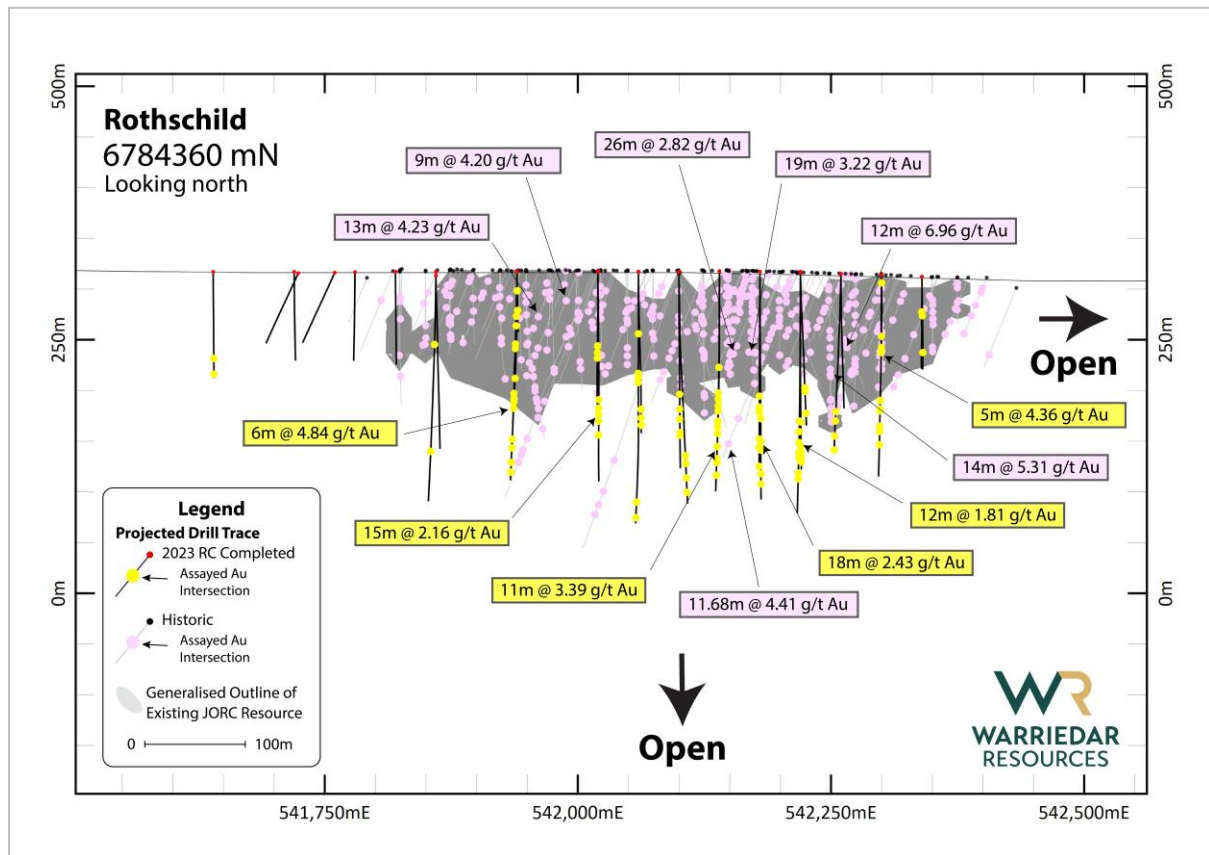 500m
500m
Rothschild
6784360 mN
Looking north
26m @ 2.82 g/t Au
9m @ 4.20 g/t Au
19m @ 3.22 g/t Au
13m @ 4.23 g/t Au
12m @ 6.96 g/t Au
250m
250m
Open
6m @ 4.84 g/t Au
5m @ 4.36 g/t Au
14m @ 5.31 g/t Au
15m @ 2.16 g/t Au
12m @ 1.81 g/t Au
18m @ 2.43 g/t Au
11m @ 3.39 g/t Au
11.68m @ 4.41 g/t Au
0m
0m
Legend
Projected Drill Trace
2023 RC Completed
Assayed Au
Intersection
Historic
Assayed Au
Intersection
Generalised Outline of
Existing JORC Resource
0 100m
Open
WR
WARRIEDAR
RESOURCES
541,750mE
542,000mE
542,250mE
542,500mE